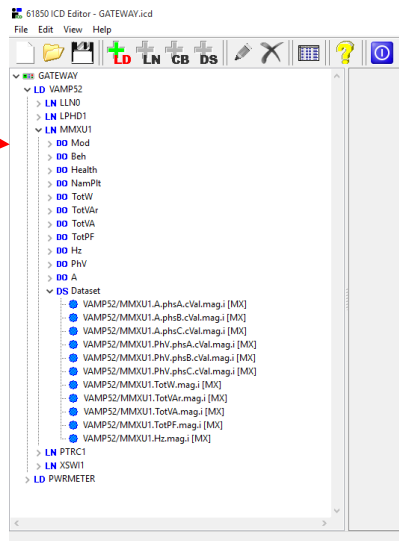 61850 ICD Editor - GATEWAY.icd
File Edit View Help
LD LN CB DS
GATEWAY
LD VAMP52
LN LLN0
LN LPHD1
LN MMXU1
DO Mod
DO Beh
DO Health
DO NamPlt
DO TotW
DO TotVAr
DO TotVA
DO TotPF
DO Hz
DO PhV
DO A
DS Dataset
VAMP52/MMXU1.A.phsA.cVal.mag.i [MX]
VAMP52/MMXU1.A.phsB.cVal.mag.i [MX]
VAMP52/MMXU1.A.phsC.cVal.mag.i [MX]
VAMP52/MMXU1.PhV.phsA.cVal.mag.i [MX]
VAMP52/MMXU1.PhV.phsb.cVal.mag.i [MX]
VAMP52/MMXU1.PhV.phsC.cVal.mag.i [MX]
VAMP52/MMXU1.TotW.mag.i [MX]
VAMP52/MMXU1.TotVAr.mag.i [MX]
VAMP52/MMXU1.TotVA.mag.i [MX]
VAMP52/MMXU1.TotPF.mag.i [MX]
VAMP52/MMXU1.Hz.mag.i [MX]
LN PTRC1
LN XSWI1
LD PWRMETER